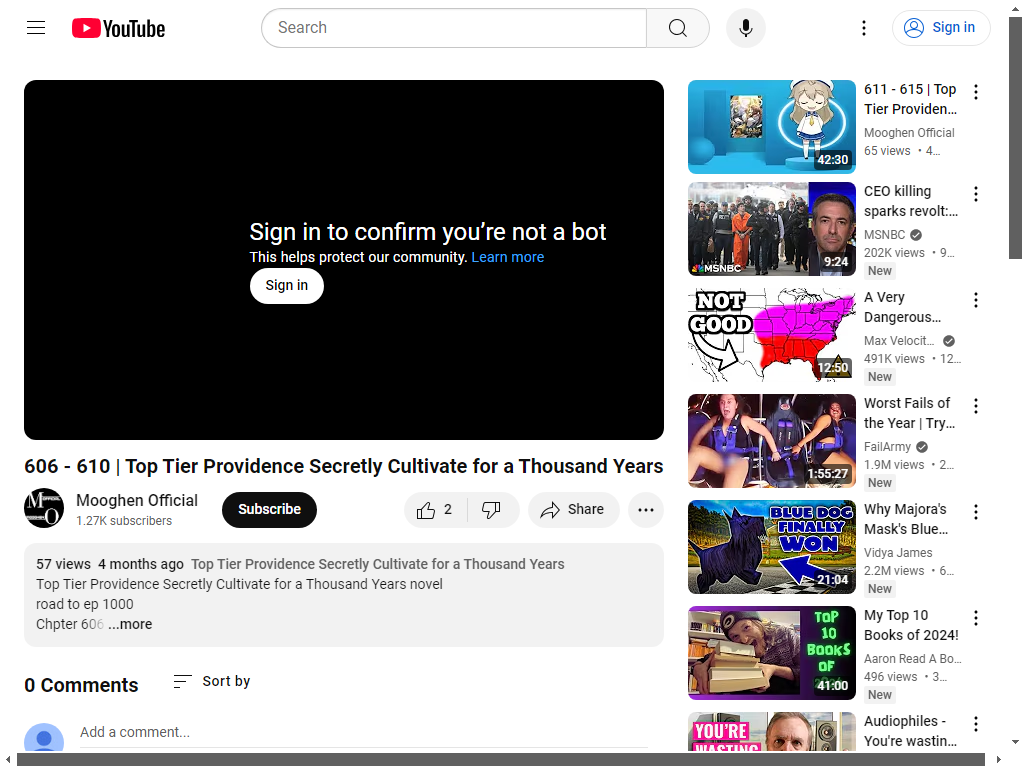 YouTube
Search
Sign in
Sign in to confirm you’re not a bot
This helps protect our community. Learn more
Sign in
606 - 610 | Top Tier Providence Secretly Cultivate for a Thousand Years
Mooghen Official
1.27K subscribers
Subscribe
2
Share
57 views 4 months ago Top Tier Providence Secretly Cultivate for a Thousand Years
Top Tier Providence Secretly Cultivate for a Thousand Years novel
road to ep 1000
Chpter 606 ...more
0 Comments
Sort by
Add a comment...
42:30
611 - 615 | Top
Tier Providen...
Mooghen Official
65 views • 4...
MSNBC
9:24
CEO killing
sparks revolt:...
MSNBC
202K views • 9...
New
NOT
GOOD
12:50
A Very
Dangerous...
Max Velocit...
491K views • 12...
New
1:55:27
Worst Fails of
the Year | Try...
FailArmy
1.9M views • 2...
New
BLUE DOG
FINALLY
WON
21:04
Why Majora's
Mask's Blue...
Vidya James
2.2M views • 6...
New
TOP
10
BOOKS
OF
41:00
My Top 10
Books of 2024!
Aaron Read A Bo...
496 views • 3...
New
YOU'RE
WASTING
Audiophiles -
You're wastin...